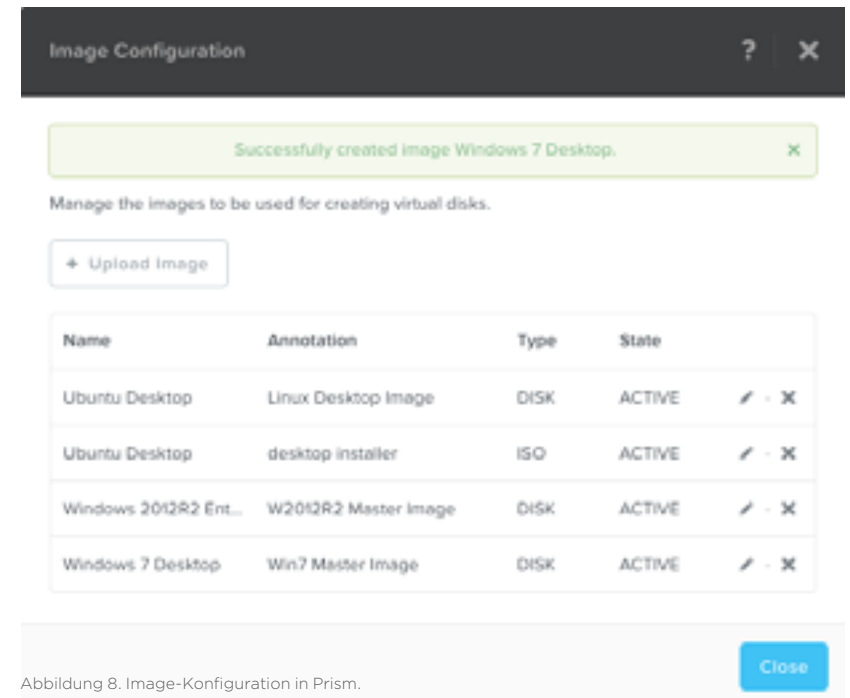 Image Configuration ? ×
Successfully created image Windows 7 Desktop. ×
Manage the images to be used for creating virtual disks.
+ Upload Image
Name Annotation Type State
Ubuntu Desktop Linux Desktop Image DISK ACTIVE
Ubuntu Desktop desktop installer ISO ACTIVE
Windows 2012R2 Ent... W2012R2 Master Image DISK ACTIVE
Windows 7 Desktop Win7 Master Image DISK ACTIVE
Close
Abbildung 8. Image-Konfiguration in Prism.